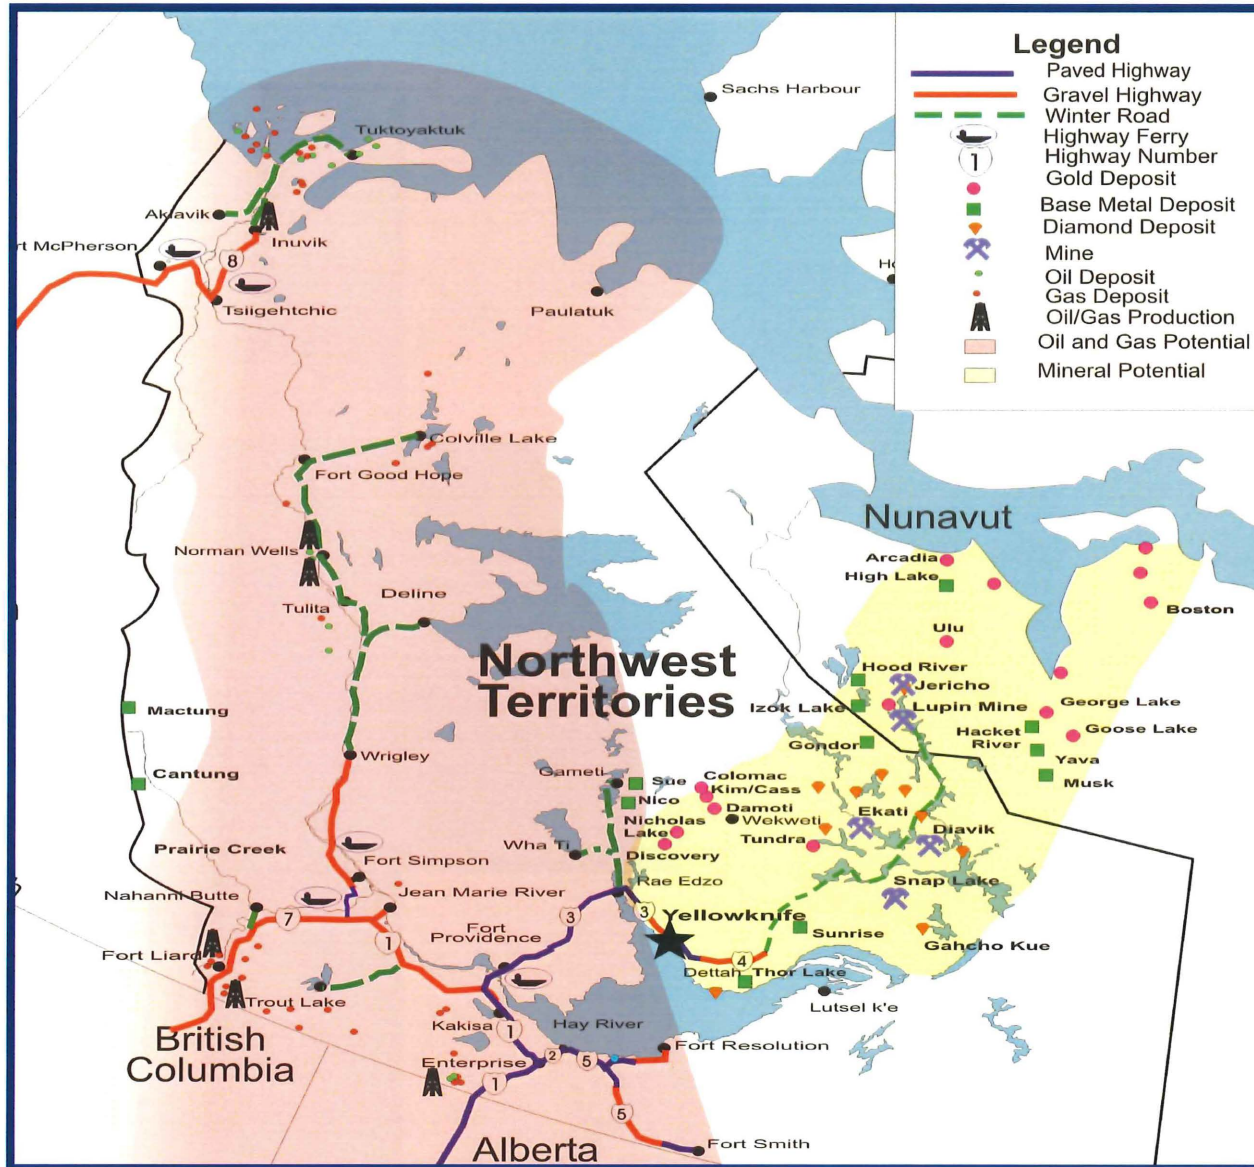 Legend
Paved Highway
Gravel Highway
Winter Road
Highway Ferry
1
Highway Number
Gold Deposit
Base Metal Deposit
Diamond Deposit
Mine
Oil Deposit
Gas Deposit
Oil/Gas Production
Oil and Gas Potential
Mineral Potential
Sachs Harbour
Tuktoyaktuk
Aklavik
Inuvik
rt McPherson
8
Tsiigehtchic
Paulatuk
Ho
Colville Lake
Fort Good Hope
Norman Wells
Tulita
Deline
Nunavut
Arcadia
High Lake
Boston
Ulu
Northwest
Territories
Hood River
Jericho
Izok Lake
Lupin Mine
George Lake
Hacket
River
Goose Lake
Gondor
Yava
Musk
Mactung
Cantung
Wrigley
Gameti
Sue
Colomac
Kim/Cass
Nico
Damoti
Nicholas
Lake
Wekweti
Ekati
Diavik
Tundra
Discovery
Wha Ti
Prairie Creek
Fort Simpson
Rae Edzo
Snap Lake
Nahanni Butte
Jean Marie River
7
3
3
Yellowknife
Fort
Providence
1
Sunrise
Gahcho Kue
Fort Liard
4
Dettah
Thor Lake
Trout Lake
Lutsel k'e
Kakisa
1
Hay River
British
Columbia
Enterprise
2
5
Fort Resolution
1
5
Fort Smith
Alberta